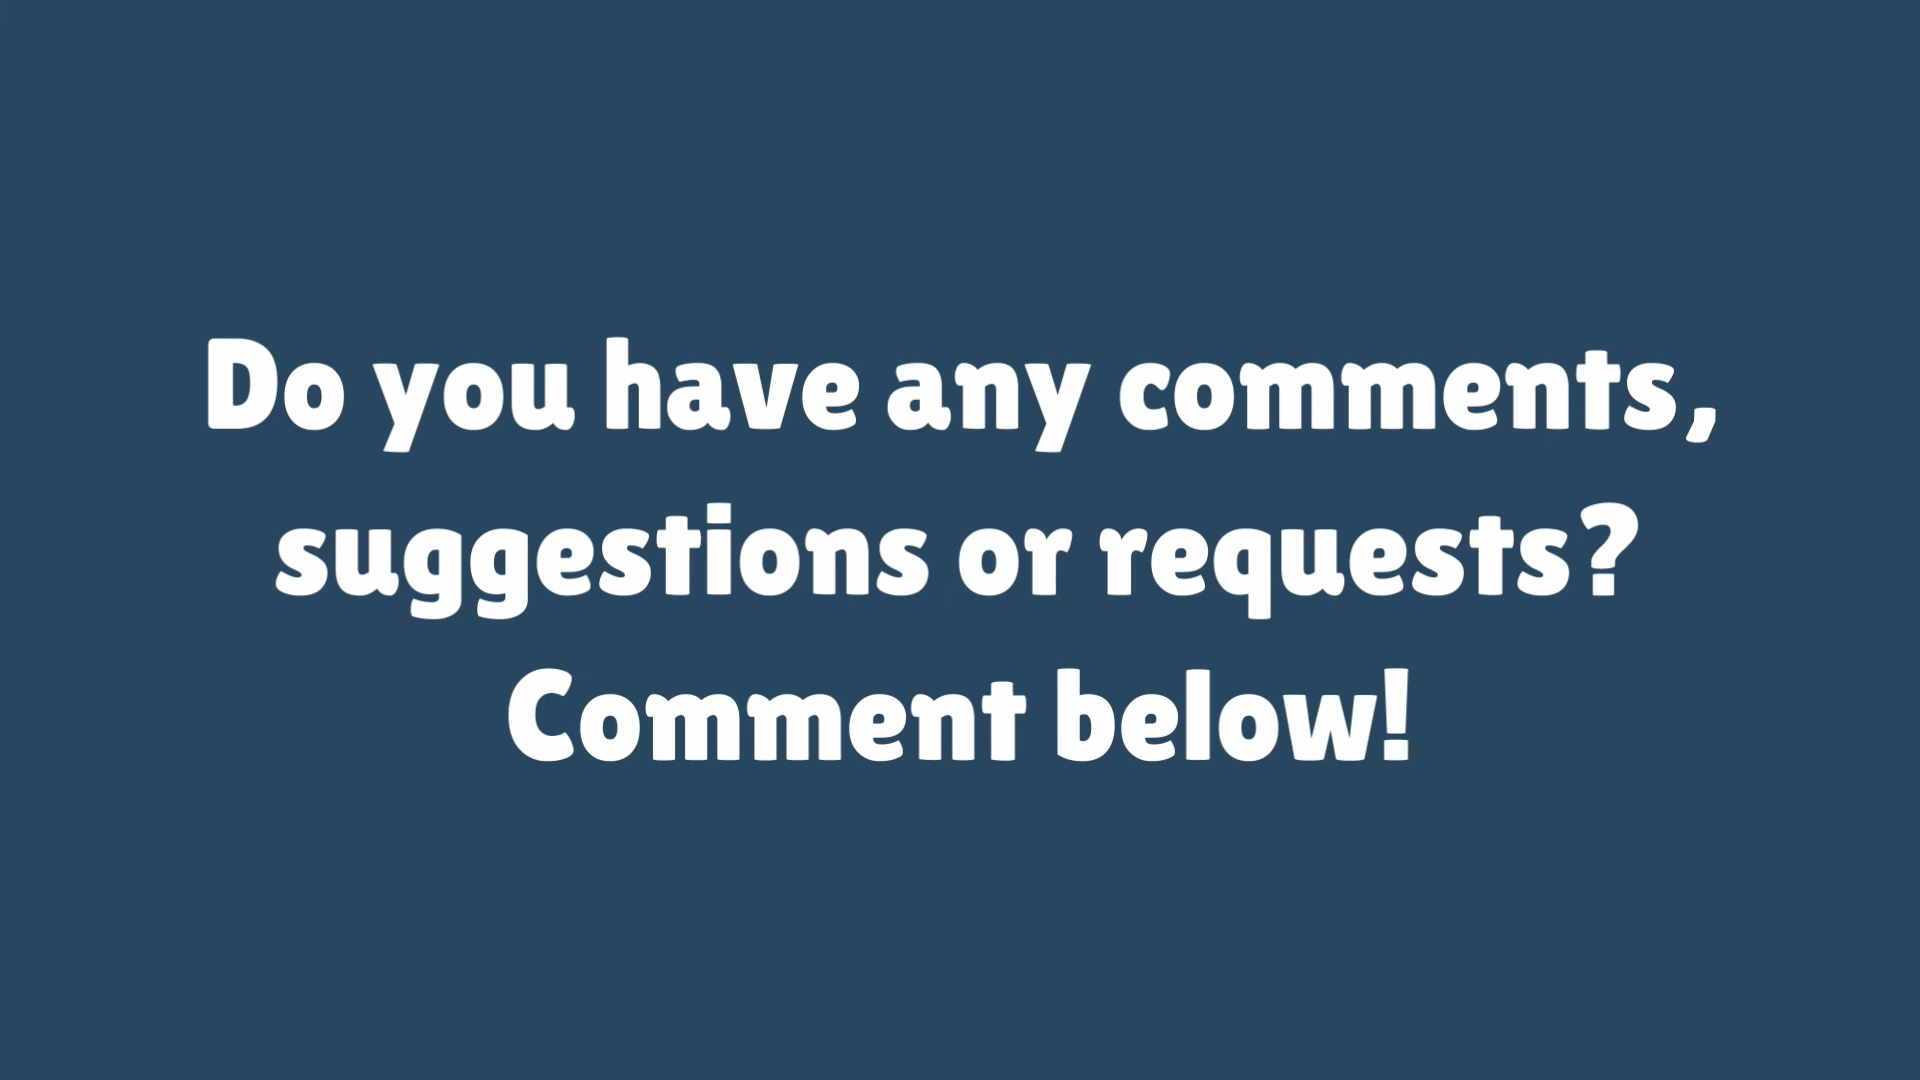 Do you have any comments,
suggestions or requests?
Comment below!